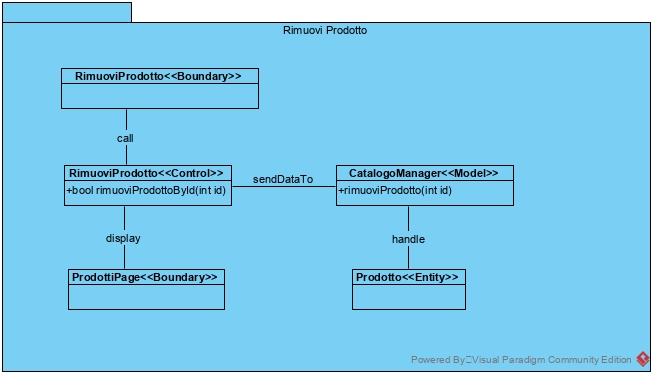 Rimuovi Prodotto
RimuoviProdotto<<Boundary>>
call
RimuoviProdotto<<Control>>
+bool rimuoviProdottoById(int id)
sendDataTo
CatalogoManager<<Model>>
+rimuoviProdotto(int id)
display
handle
ProdottiPage<<Boundary>>
Prodotto<<Entity>>
Powered By Visual Paradigm Community Edition